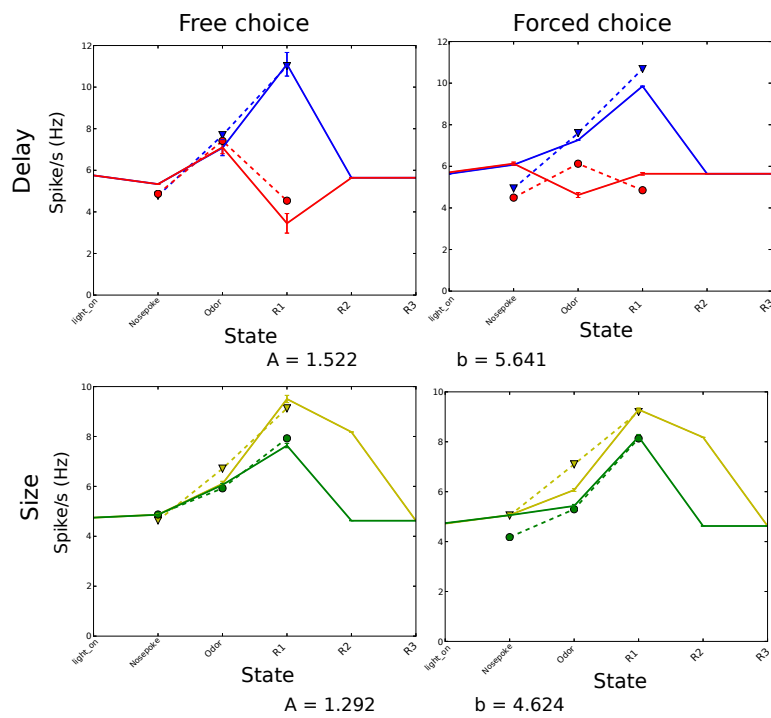 Free choice
Forced choice
Delay
Spike/s (Hz)
12
10
8
6
4
2
0
light_on
Nosepoke
Odor
R1
R2
R3
State
12
10
8
6
4
2
0
light_on
Nosepoke
Odor
R1
R2
R3
State
A = 1.522
b = 5.641
Size
Spike/s (Hz)
10
8
6
4
2
0
light_on
Nosepoke
Odor
R1
R2
R3
State
10
8
6
4
2
0
light_on
Nosepoke
Odor
R1
R2
R3
State
A = 1.292
b = 4.624